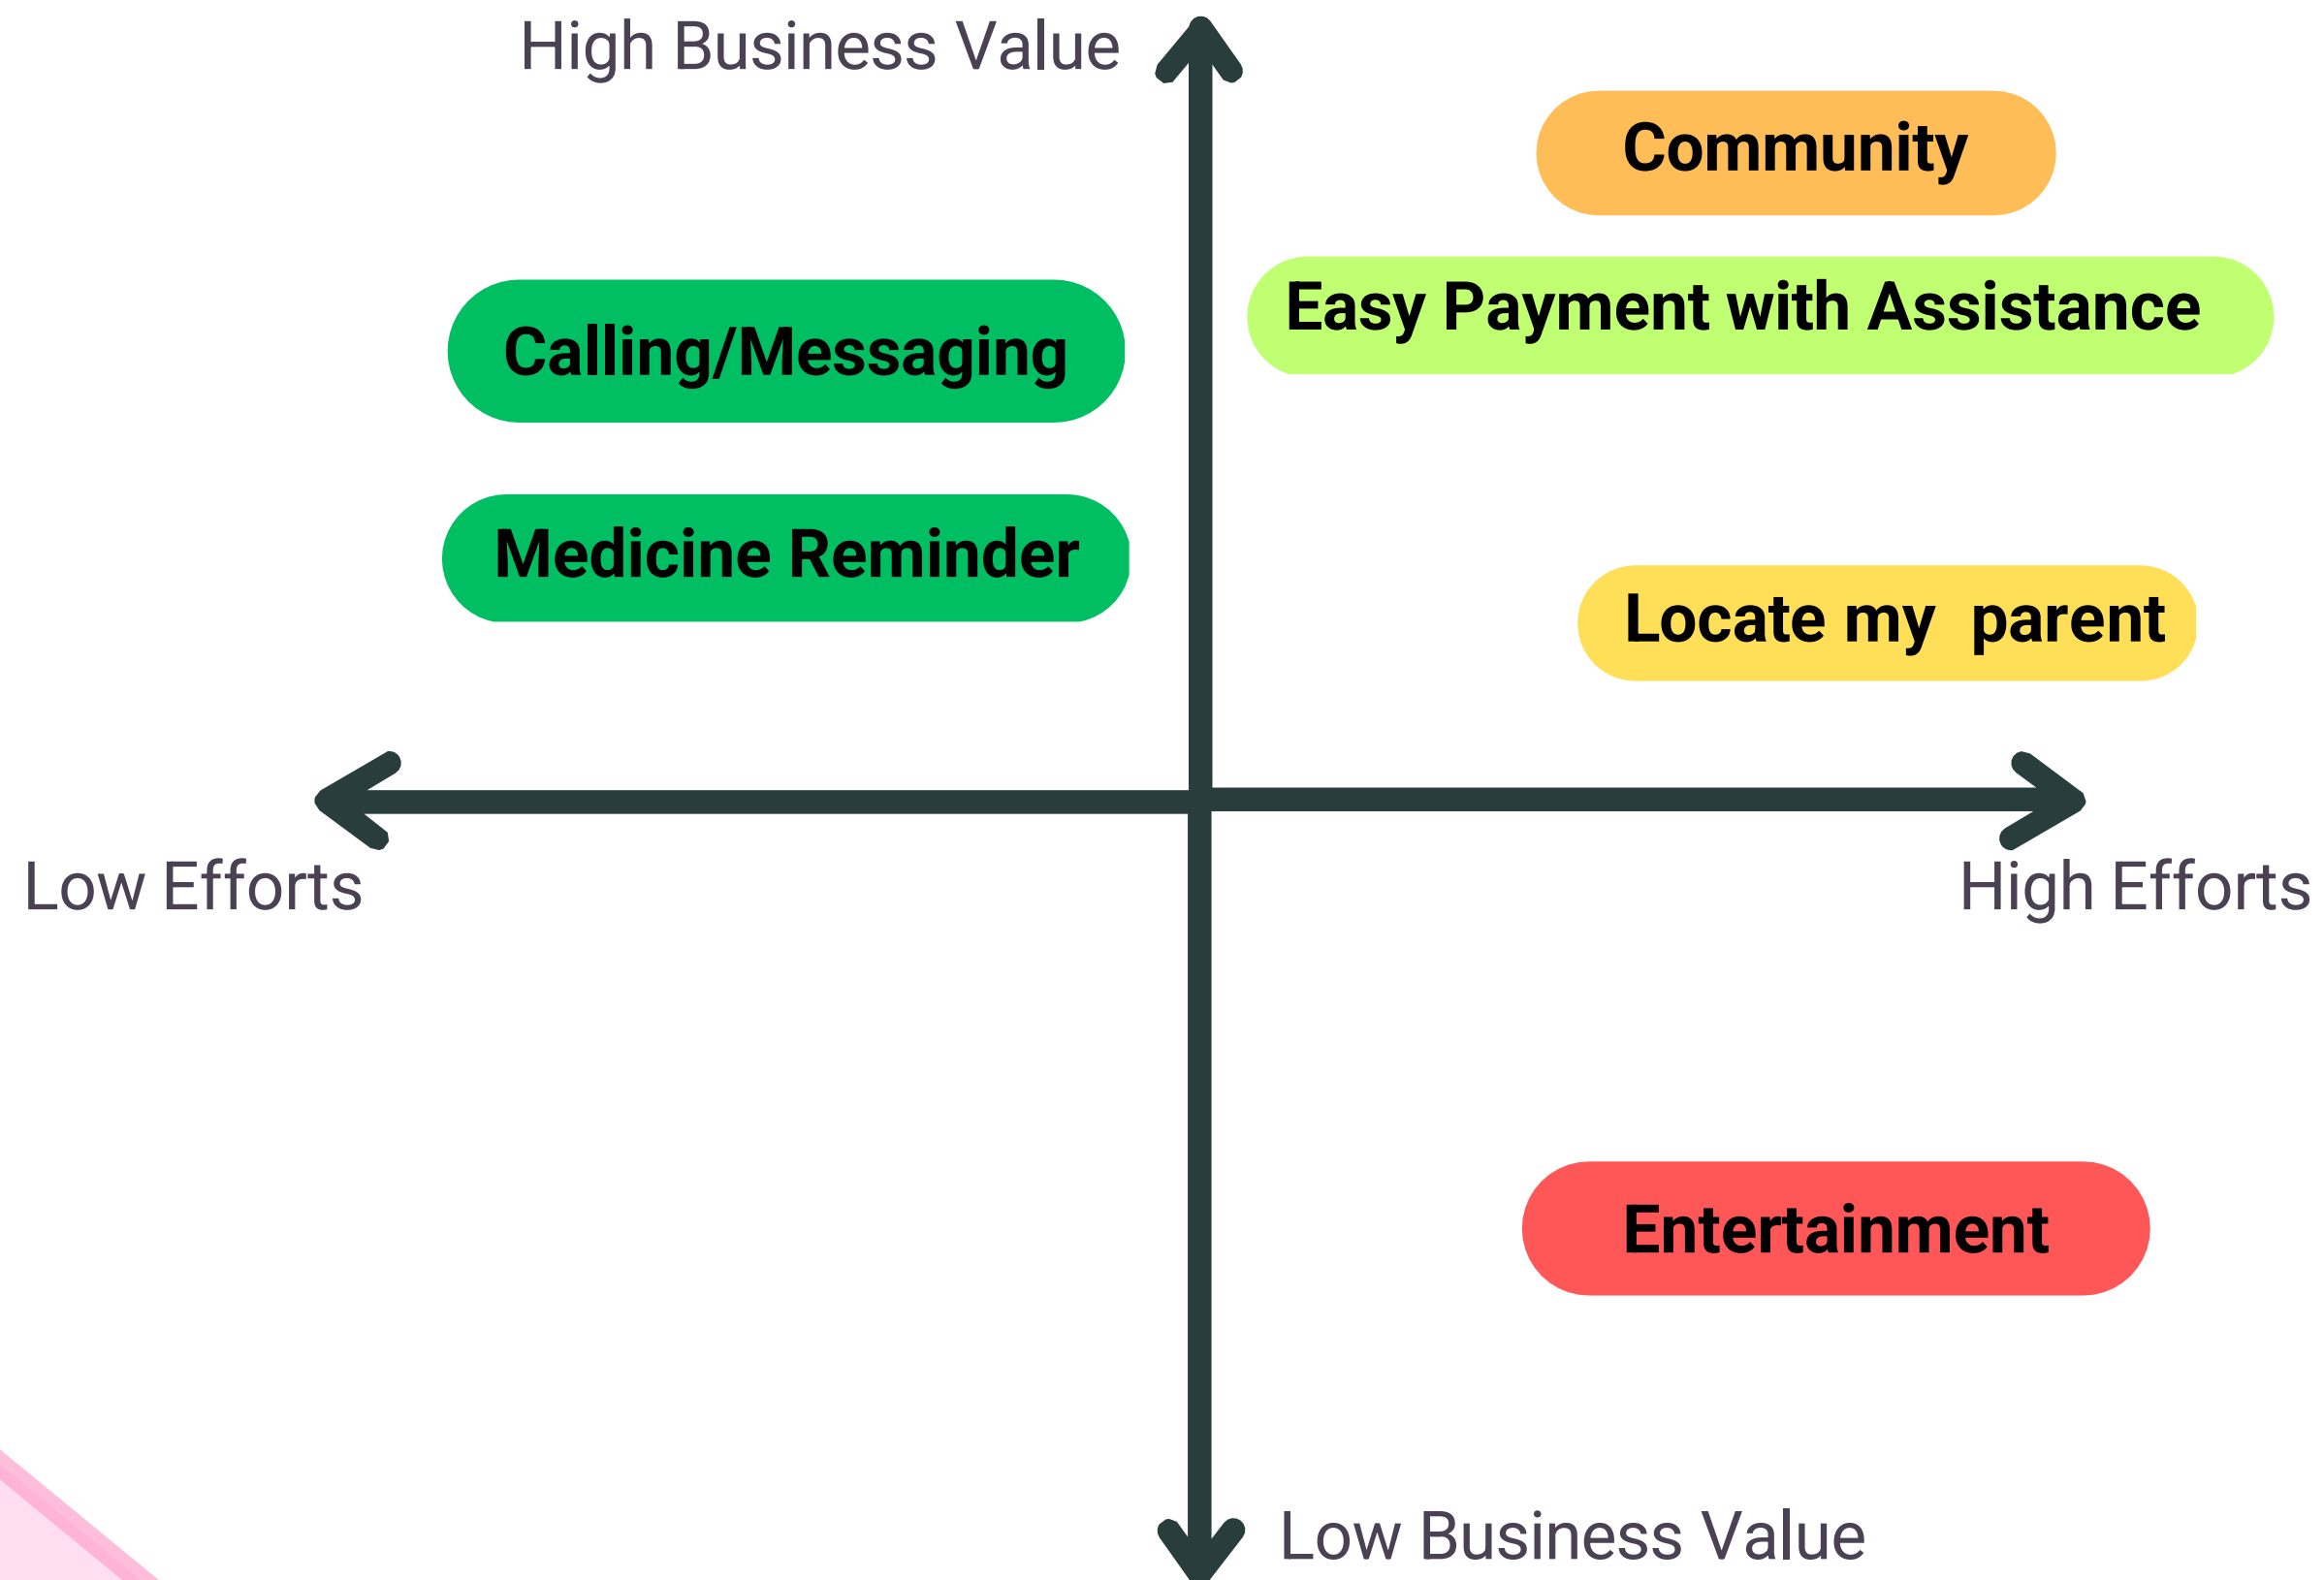 High Business Value
Community
Easy Payment with Assistance
Calling/Messaging
Medicine Reminder
Locate my parent
Low Efforts
High Efforts
Entertainment
Low Business Value